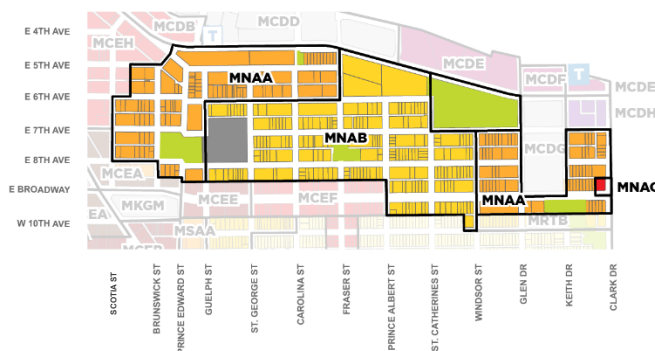 E 4TH AVE
MCDB
T
MCDD
MCEH
E 5TH AVE
MNAA
MCDE
MCDF
T
MCDE
E 6TH AVE
MCDH
E 7TH AVE
MNAB
MCDG
E 8TH AVE
MCEA
E BROADWAY
MCEE
MCEF
MNAA
MNAC
EA
MKGM
W 10TH AVE
MSAA
MRTB
MCEB
SCOTIA ST
BRUNSWICK ST
PRINCE EDWARD ST
GUELPH ST
ST. GEORGE ST
CAROLINA ST
FRASER ST
PRINCE ALBERT ST
ST. CATHERINES ST
WINDSOR ST
GLEN DR
KEITH DR
CLARK DR